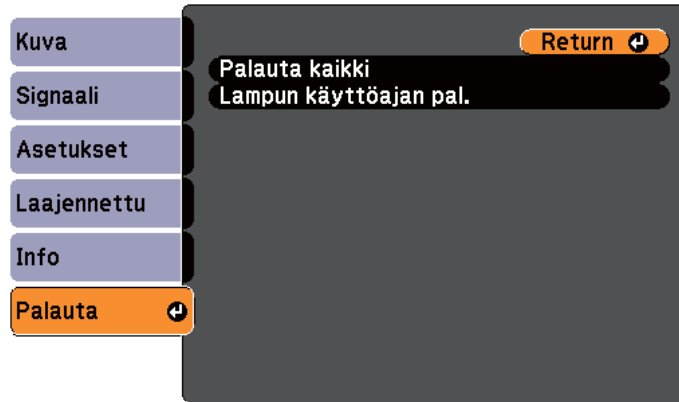 Kuva
Signaali
Asetukset
Laajennettu
Info
Palauta
Return
Palauta kaikki
Lampun käyttöajan pal.